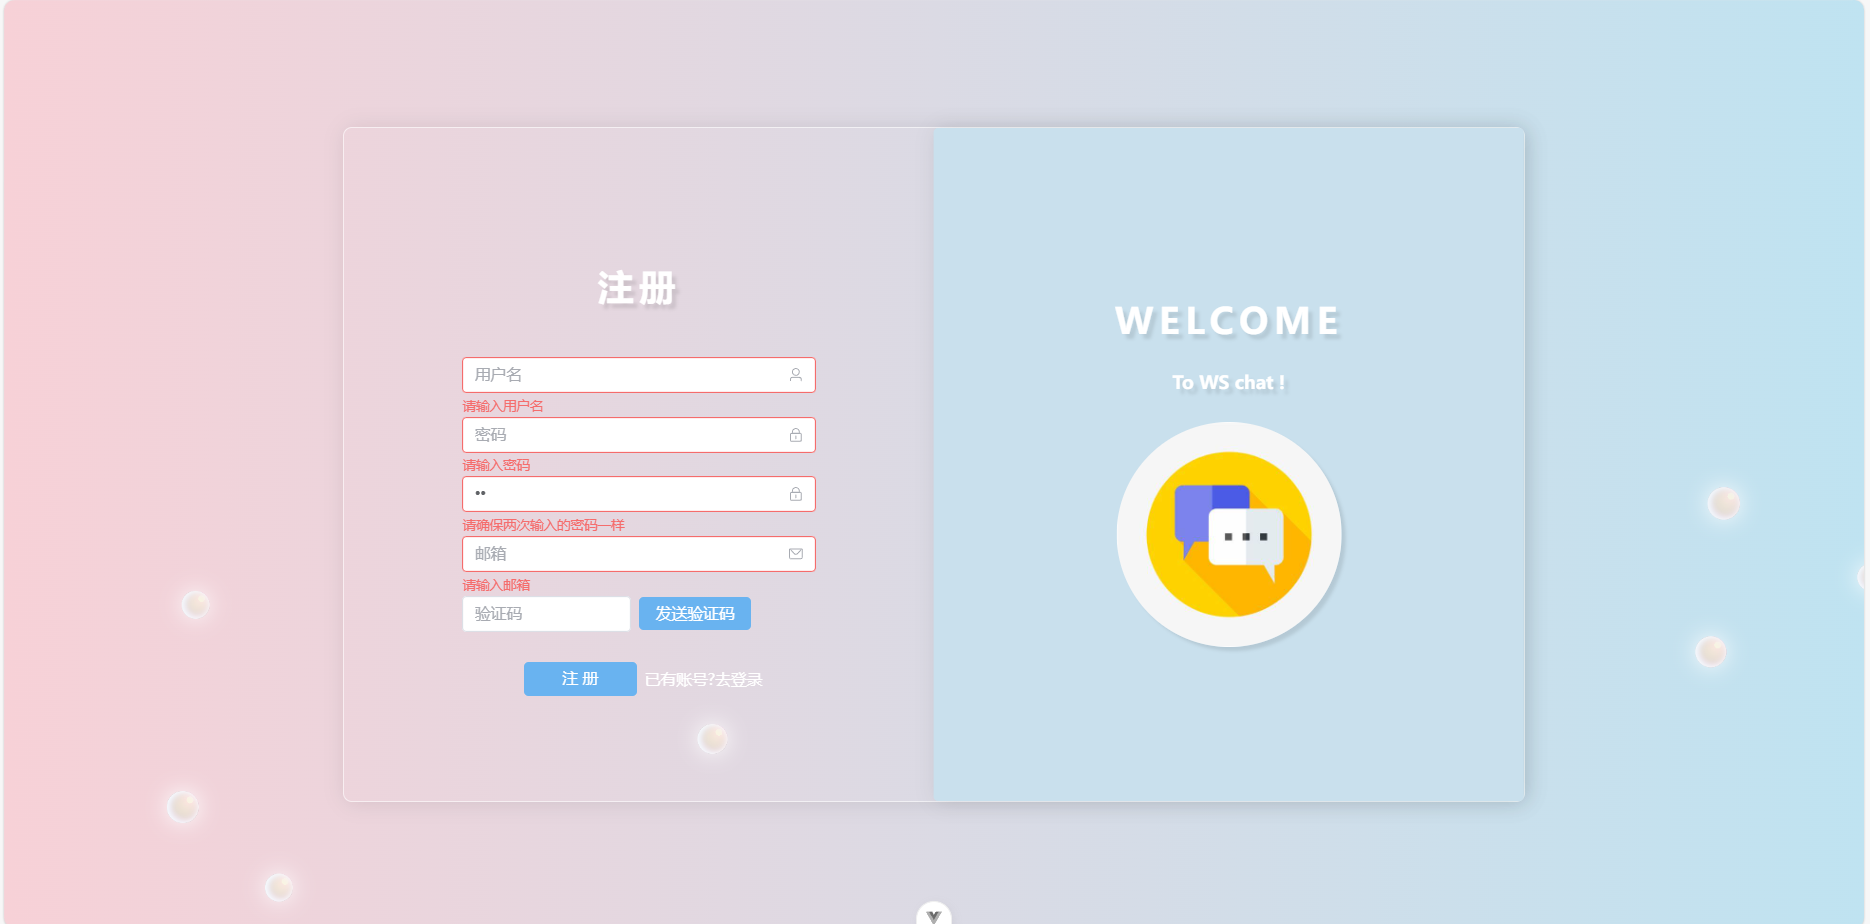 注册
用户名
请输入用户名
密码
请输入密码
••
请确保两次输入的密码一样
邮箱
请输入邮箱
验证码 发送验证码
注 册 已有账号?去登录
WELCOME
To WS chat !